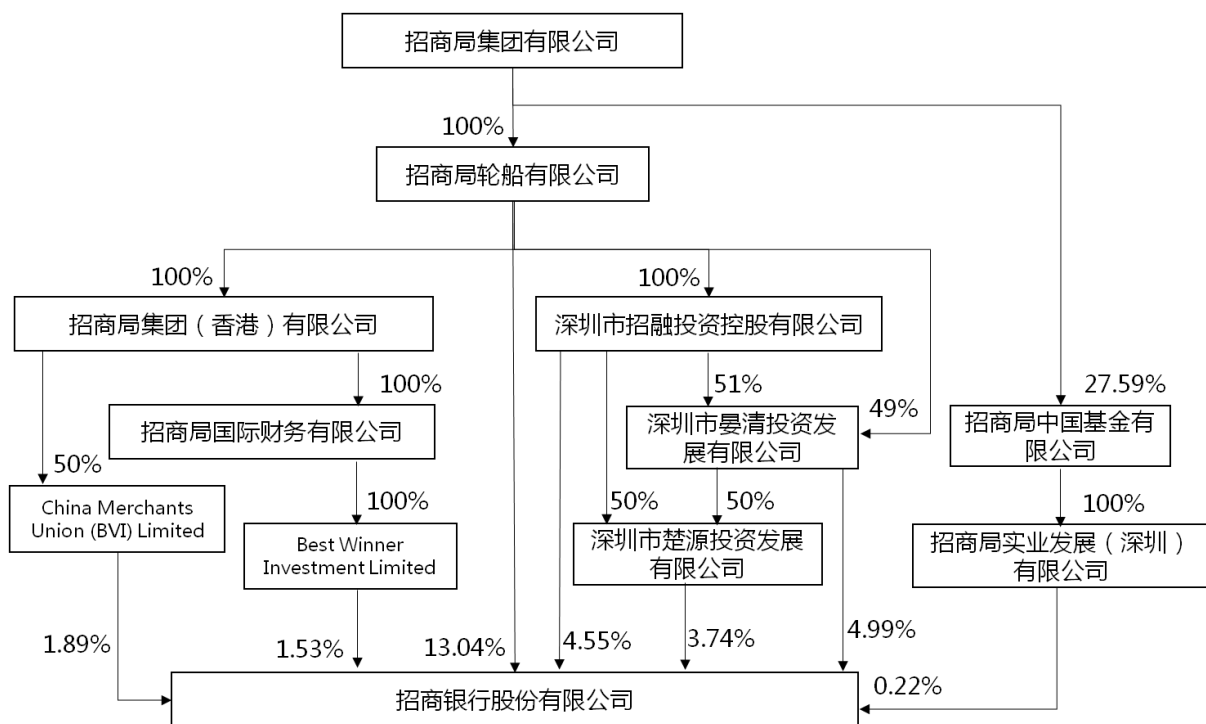 招商局集团有限公司
100%
招商局轮船有限公司
100%
100%
招商局集团（香港）有限公司
深圳市招融投资控股有限公司
100%
51%
27.59%
招商局国际财务有限公司
深圳市晏清投资发
展有限公司
49%
招商局中国基金有
限公司
50%
China Merchants
Union (BVI) Limited
100%
50%
50%
100%
Best Winner
Investment Limited
深圳市楚源投资发展
有限公司
招商局实业发展（深圳）
有限公司
1.89%
1.53%
13.04%
4.55%
3.74%
4.99%
0.22%
招商银行股份有限公司